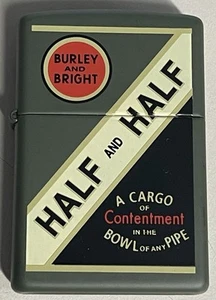 BURLEY
AND
BRIGHT
HALF AND HALF
A CARGO
OF
Contentment
IN THE
BOWL OF ANY PIPE